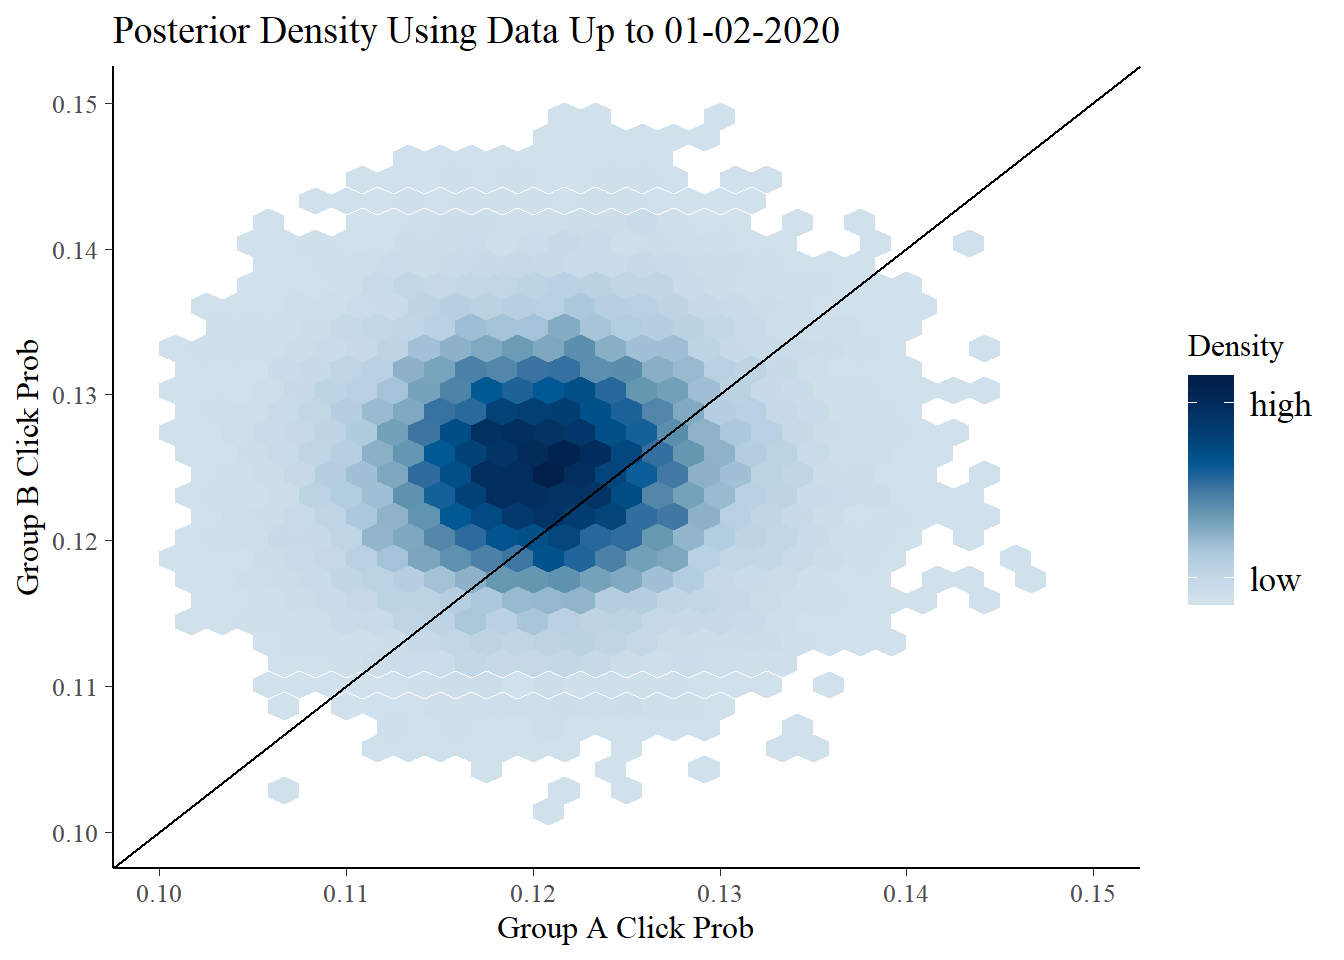 Posterior Density Using Data Up to 01-02-2020
0.15
0.14
0.13
0.12
0.11
0.10
Group B Click Prob
0.10 0.11 0.12 0.13 0.14 0.15
Group A Click Prob
Density
high
low